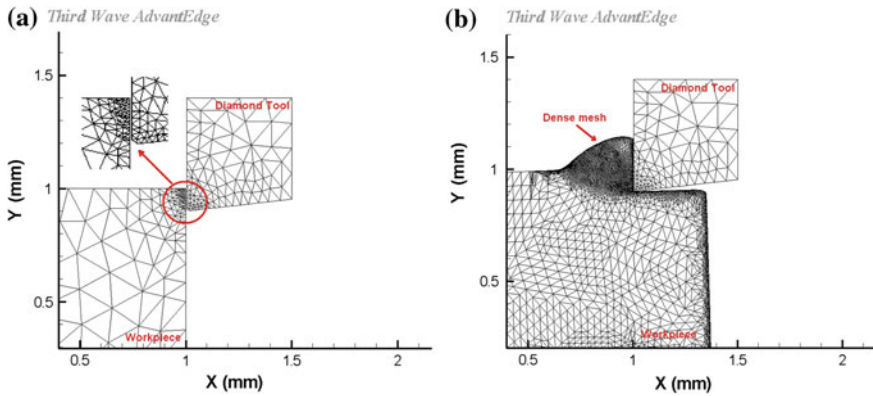 (a) Third Wave AdvantEdge
1.5
1
0.5
Y (mm)
Diamond Tool
Workpiece
0.5
1
1.5
2
X (mm)
(b) Third Wave AdvantEdge
1.5
1
0.5
Y (mm)
Dense mesh
Diamond Tool
Workpiece
0.5
1
1.5
2
X (mm)